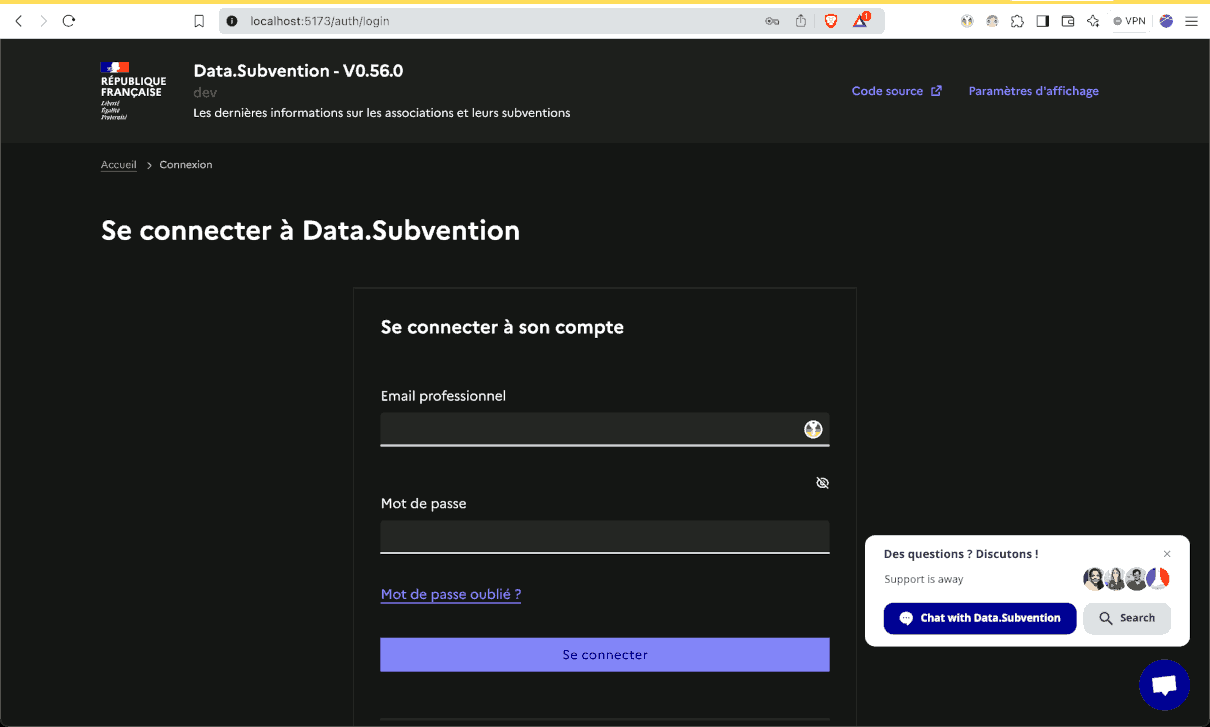 localhost:5173/auth/login
VPN
RÉPUBLIQUE
FRANÇAISE
Liberté
Égalité
Fraternité
Data.Subvention - V0.56.0
dev
Les dernières informations sur les associations et leurs subventions
Code source
Paramètres d'affichage
Accueil > Connexion
Se connecter à Data.Subvention
Se connecter à son compte
Email professionnel
Mot de passe
Mot de passe oublié ?
Se connecter
Des questions ? Discutons !
Support is away
Chat with Data.Subvention
Search